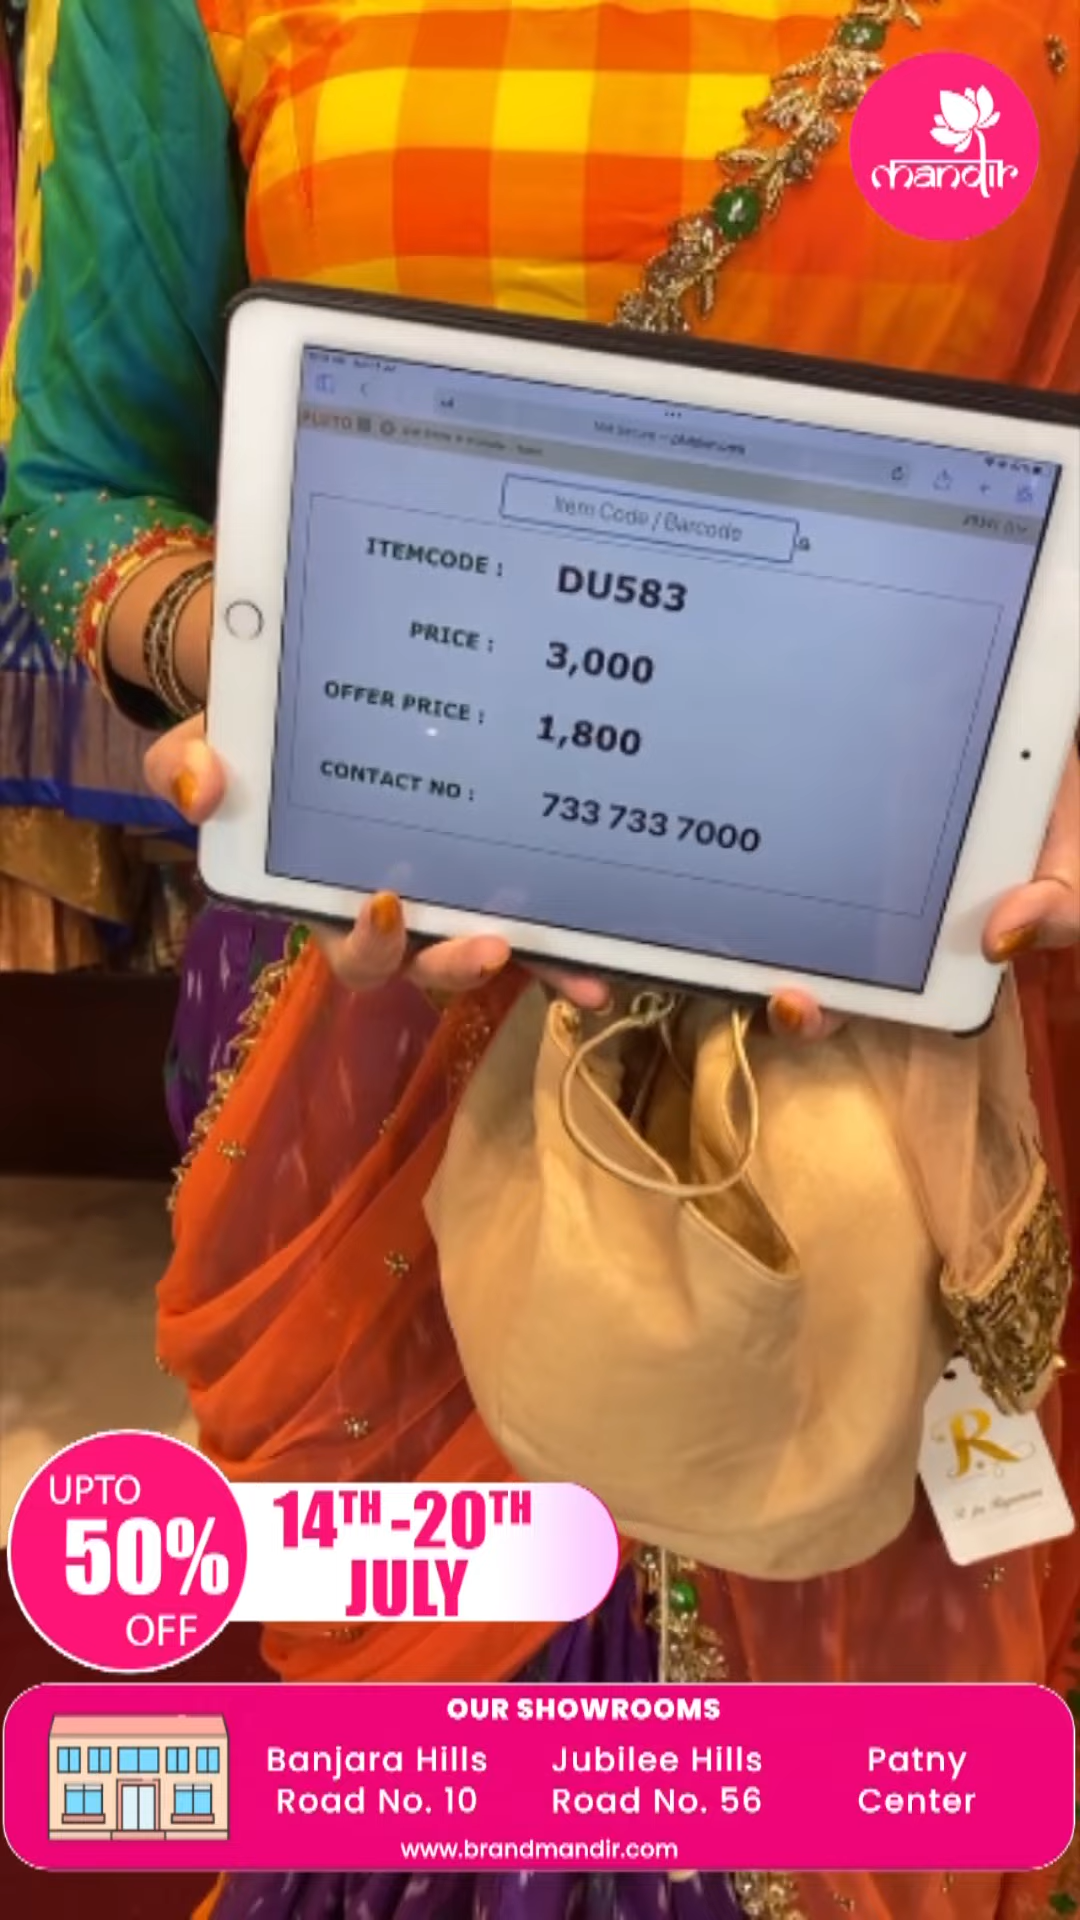 mandir
PLUTO
Item Code / Barcode
ITEMCODE : DU583
PRICE : 3,000
OFFER PRICE : 1,800
CONTACT NO : 733 733 7000
R
UPTO
50%
OFF
14TH-20TH
JULY
OUR SHOWROOMS
Banjara Hills
Road No. 10
Jubilee Hills
Road No. 56
Patny
Center
www.brandmandir.com